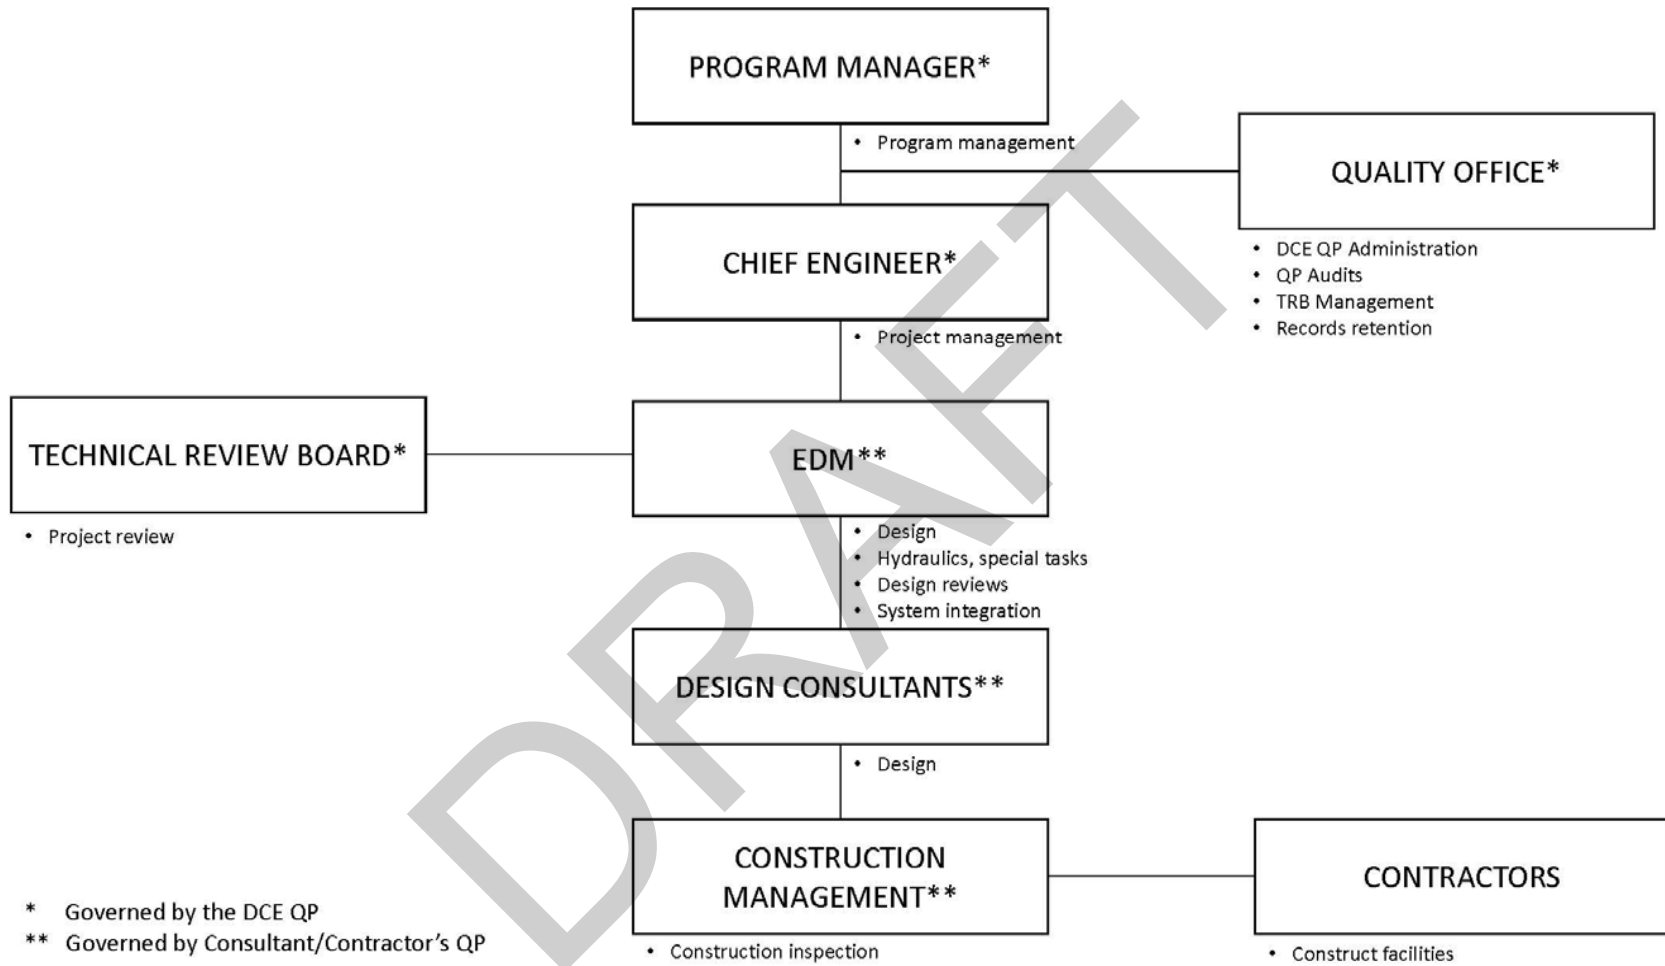 PROGRAM MANAGER*
• Program management
QUALITY OFFICE*
• DCE QP Administration
• QP Audits
• TRB Management
• Records retention
CHIEF ENGINEER*
• Project management
TECHNICAL REVIEW BOARD*
• Project review
EDM**
• Design
• Hydraulics, special tasks
• Design reviews
• System integration
DESIGN CONSULTANTS**
• Design
CONSTRUCTION
MANAGEMENT**
• Construction inspection
CONTRACTORS
• Construct facilities
* Governed by the DCE QP
** Governed by Consultant/Contractor's QP
DRAFT